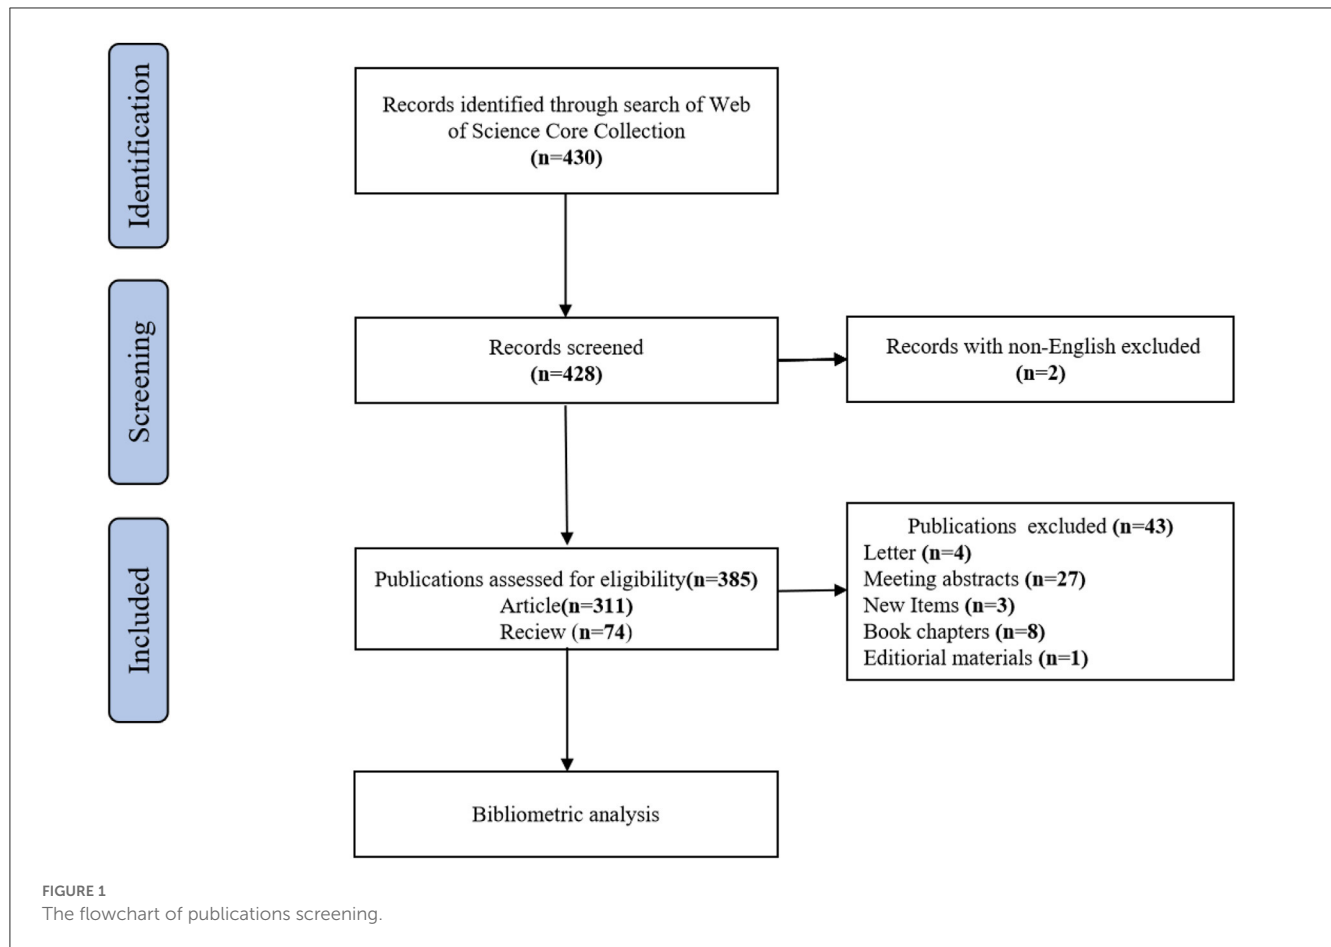 Identification
Records identified through search of Web
of Science Core Collection
(n=430)
Screening
Records screened
(n=428)
Records with non-English excluded
(n=2)
Included
Publications assessed for eligibility(n=385)
Article(n=311)
Reciew (n=74)
Publications excluded (n=43)
Letter (n=4)
Meeting abstracts (n=27)
New Items (n=3)
Book chapters (n=8)
Editiorial materials (n=1)
Bibliometric analysis
FIGURE 1
The flowchart of publications screening.